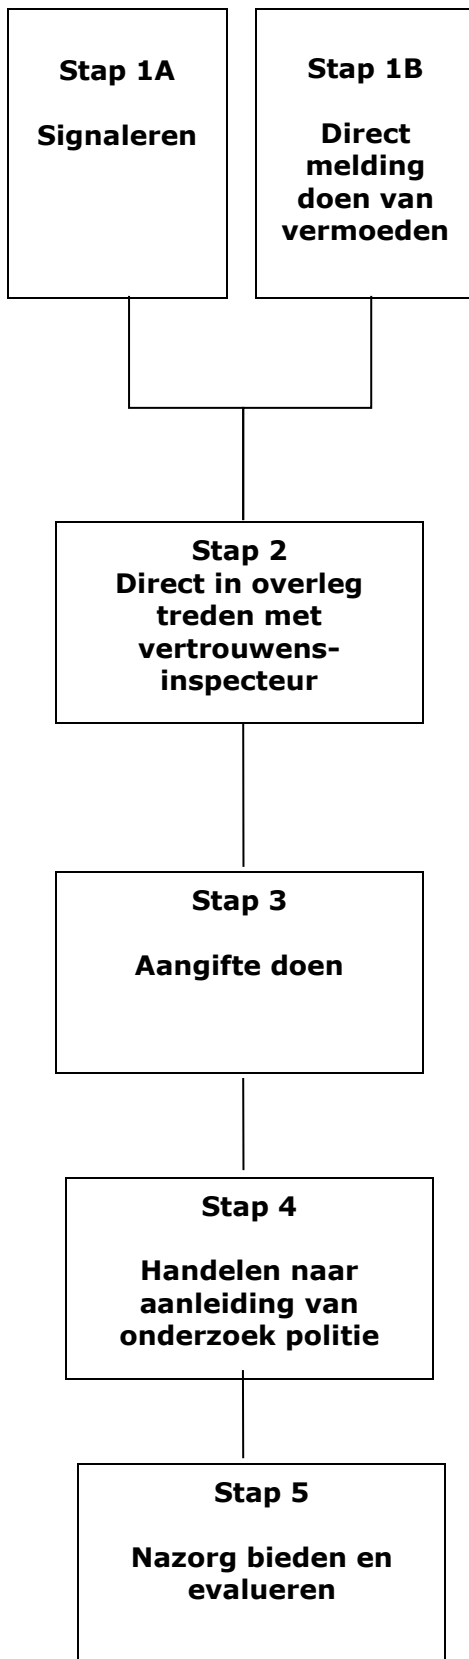 Stap 1A
Signaleren
Stap 1B
Direct
melding
doen van
vermoeden
Stap 2
Direct in overleg
treden met
vertrouwens-
inspecteur
Stap 3
Aangifte doen
Stap 4
Handelen naar
aanleiding van
onderzoek politie
Stap 5
Nazorg bieden en
evalueren